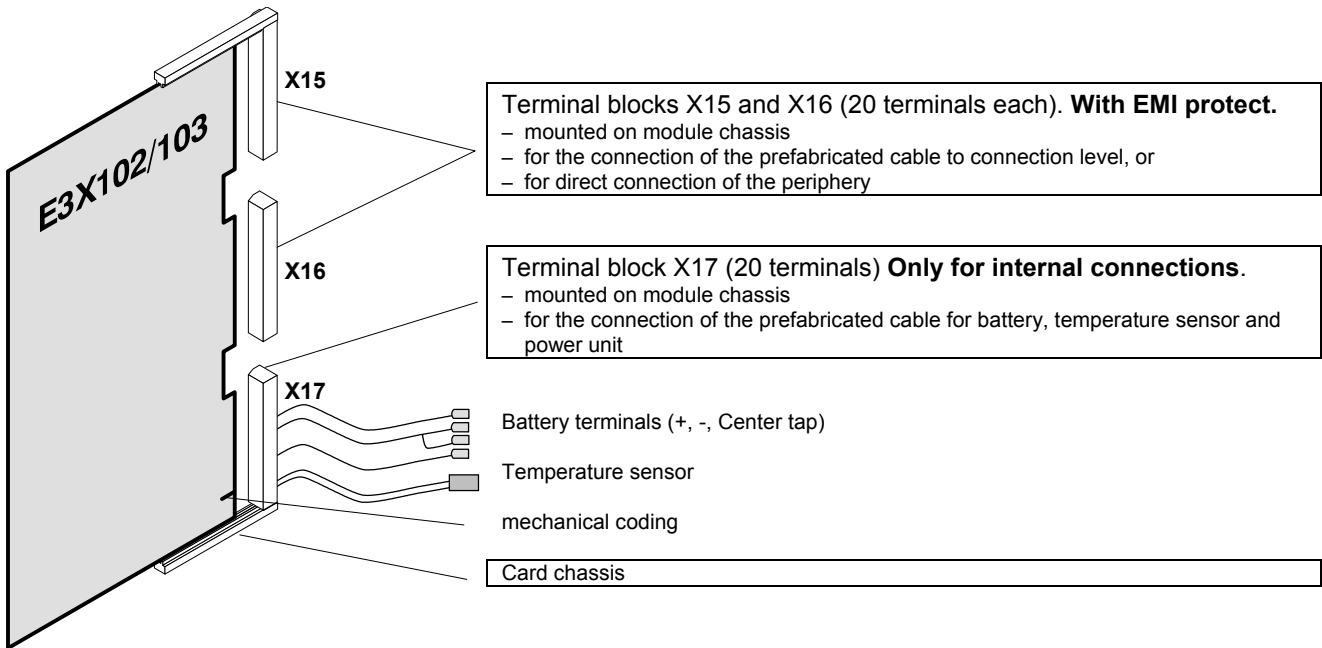 X15
E3X102/103
Terminal blocks X15 and X16 (20 terminals each). With EMI protect.
– mounted on module chassis
– for the connection of the prefabricated cable to connection level, or
– for direct connection of the periphery
X16
Terminal block X17 (20 terminals) Only for internal connections.
– mounted on module chassis
– for the connection of the prefabricated cable for battery, temperature sensor and
power unit
X17
Battery terminals (+, -, Center tap)
Temperature sensor
mechanical coding
Card chassis